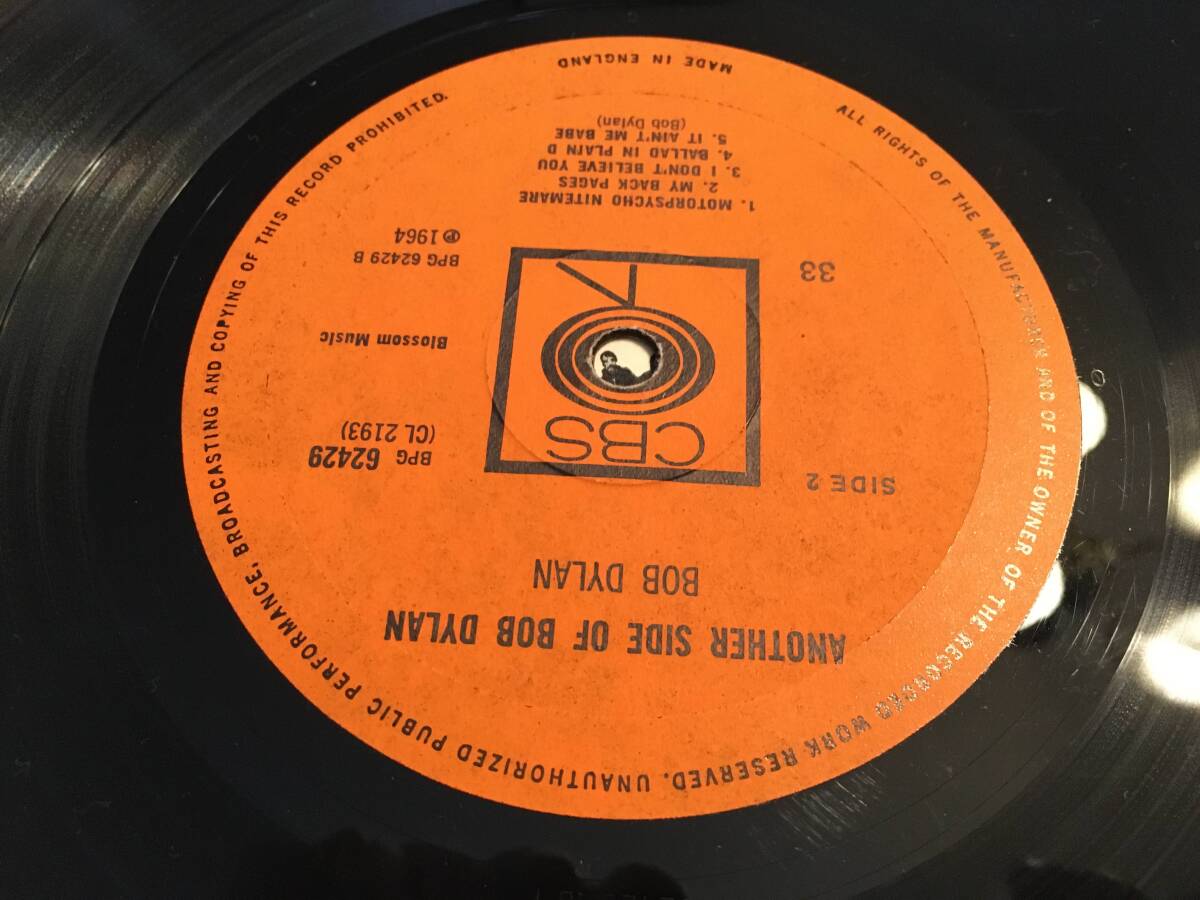 ANOTHER SIDE OF BOB DYLAN
BOB DYLAN
SIDE 2
CBS
BPG 62429
(CL 2193)
Blossom Music
33
BPG 62429 B
℗ 1964
1. MOTORPSYCHO NITEMARE
2. MY BACK PAGES
3. I DON'T BELIEVE YOU
4. BALLAD IN PLAIN D
5. IT AIN'T ME BABE
(Bob Dylan)
MADE IN ENGLAND
ALL RIGHTS OF THE MANUFACTURER AND OF THE OWNER OF THE RECORDED WORK RESERVED. UNAUTHORIZED PUBLIC PERFORMANCE, BROADCASTING AND COPYING OF THIS RECORD PROHIBITED.